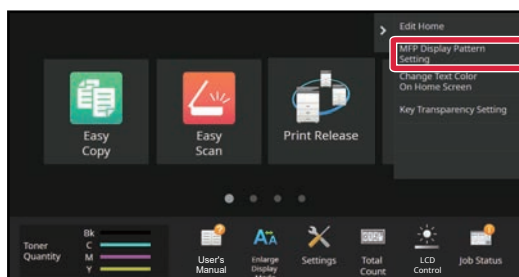 Edit Home
MFP Display Pattern
Setting
Change Text Color
On Home Screen
Key Transparency Setting
Easy
Copy
Easy
Scan
Print Release
Toner
Quantity
Bk
C
M
Y
User's
Manual
Enlarge
Display
Mode
Settings
Total
Count
LCD
Control
Job Status